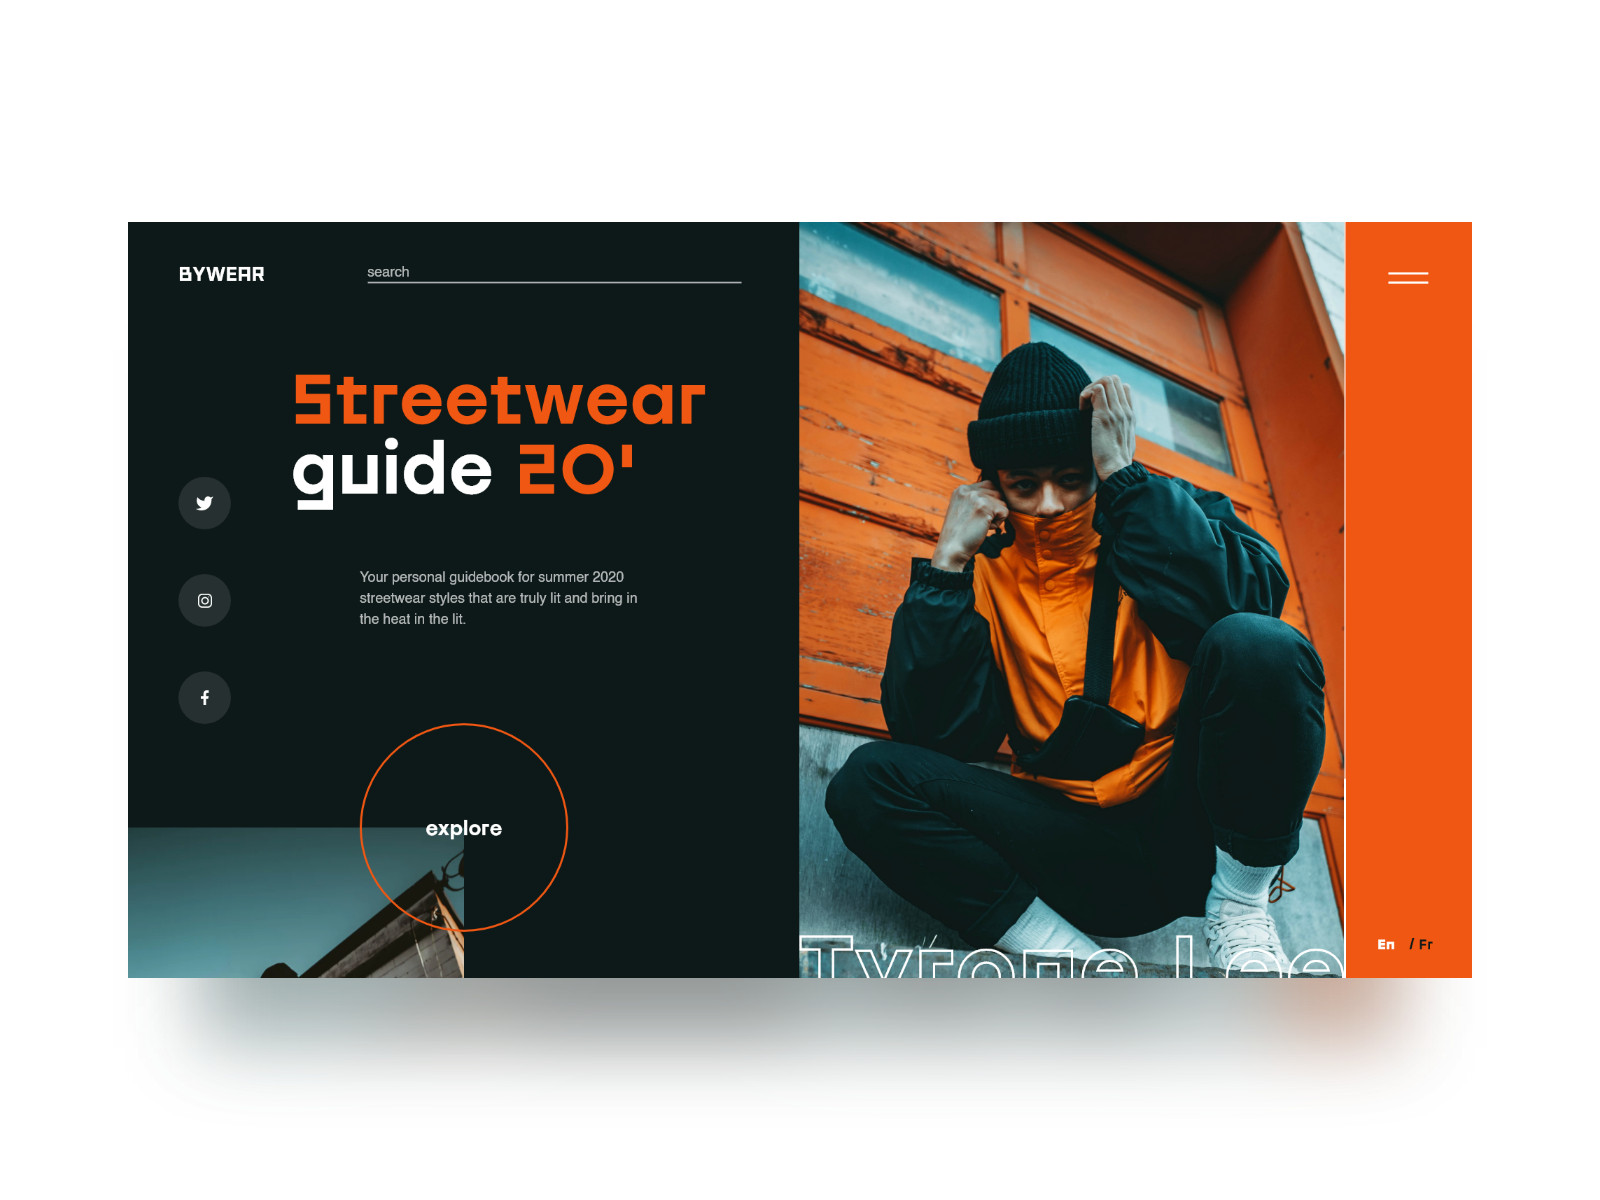 BYWEAR
search
Streetwear
guide 20'
Your personal guidebook for summer 2020
streetwear styles that are truly lit and bring in
the heat in the lit.
explore
Tyrone Lee
En / Fr